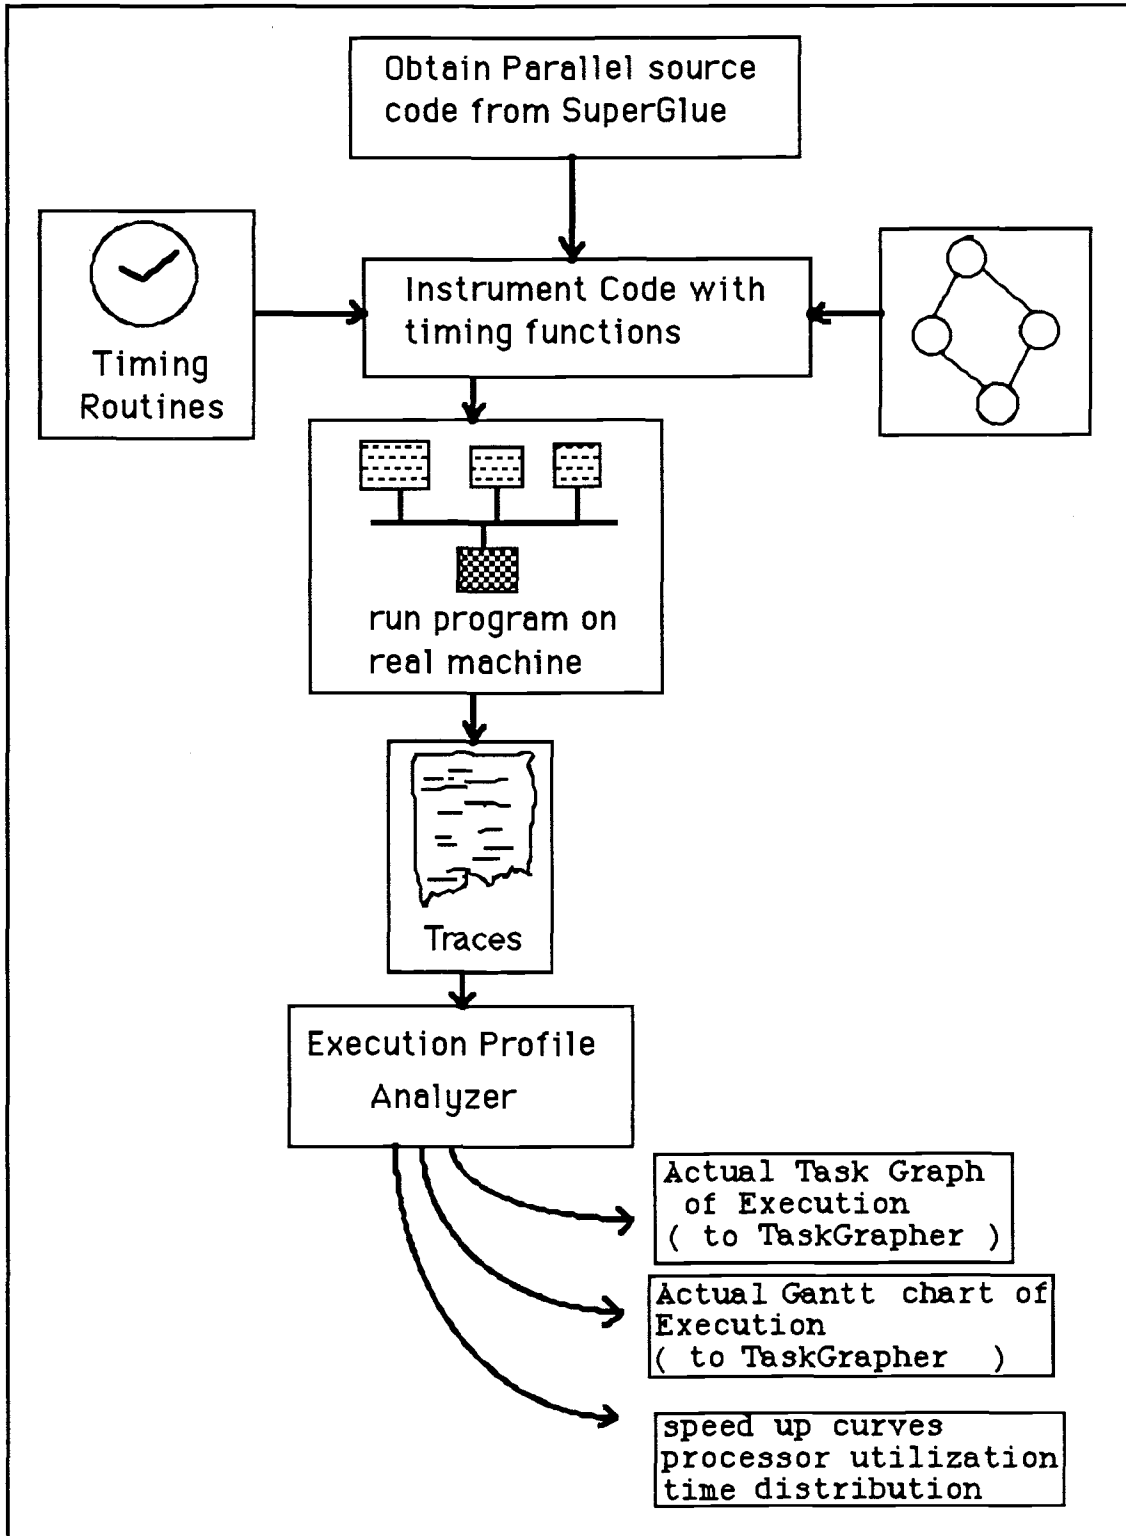 Obtain Parallel source
code from SuperGlue
Instrument Code with
timing functions
Timing
Routines
run program on
real machine
Traces
Execution Profile
Analyzer
Actual Task Graph
of Execution
( to TaskGrapher )
Actual Gantt chart of
Execution
( to TaskGrapher )
speed up curves
processor utilization
time distribution